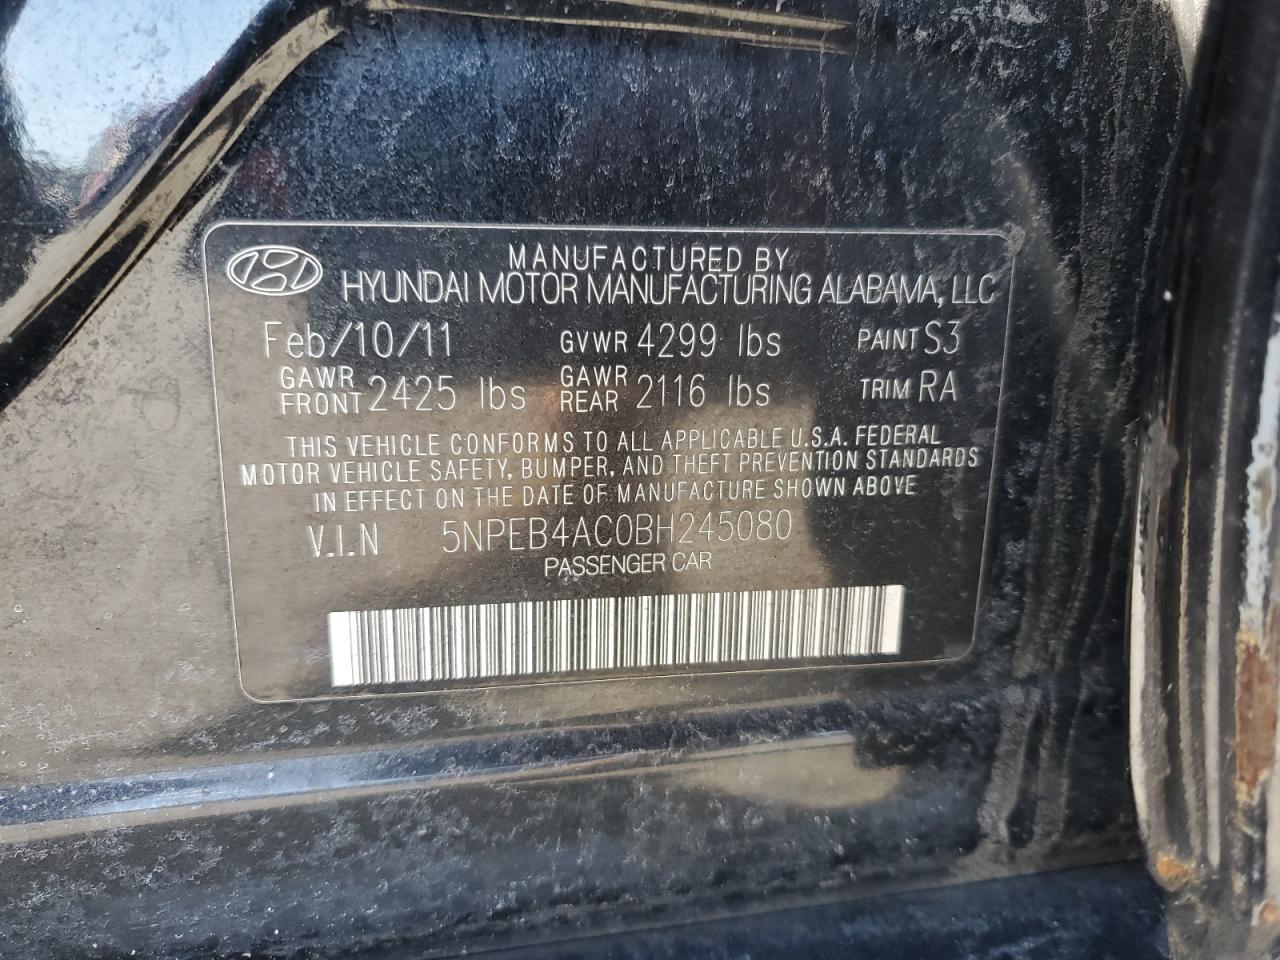 MANUFACTURED BY
HYUNDAI MOTOR MANUFACTURING ALABAMA, LLC
Feb/10/11 GVWR 4299 lbs PAINT S3
GAWR FRONT 2425 lbs GAWR REAR 2116 lbs TRIM RA
THIS VEHICLE CONFORMS TO ALL APPLICABLE U.S.A. FEDERAL
MOTOR VEHICLE SAFETY, BUMPER, AND THEFT PREVENTION STANDARDS
IN EFFECT ON THE DATE OF MANUFACTURE SHOWN ABOVE
V.I.N 5NPEB4AC0BH245080
PASSENGER CAR